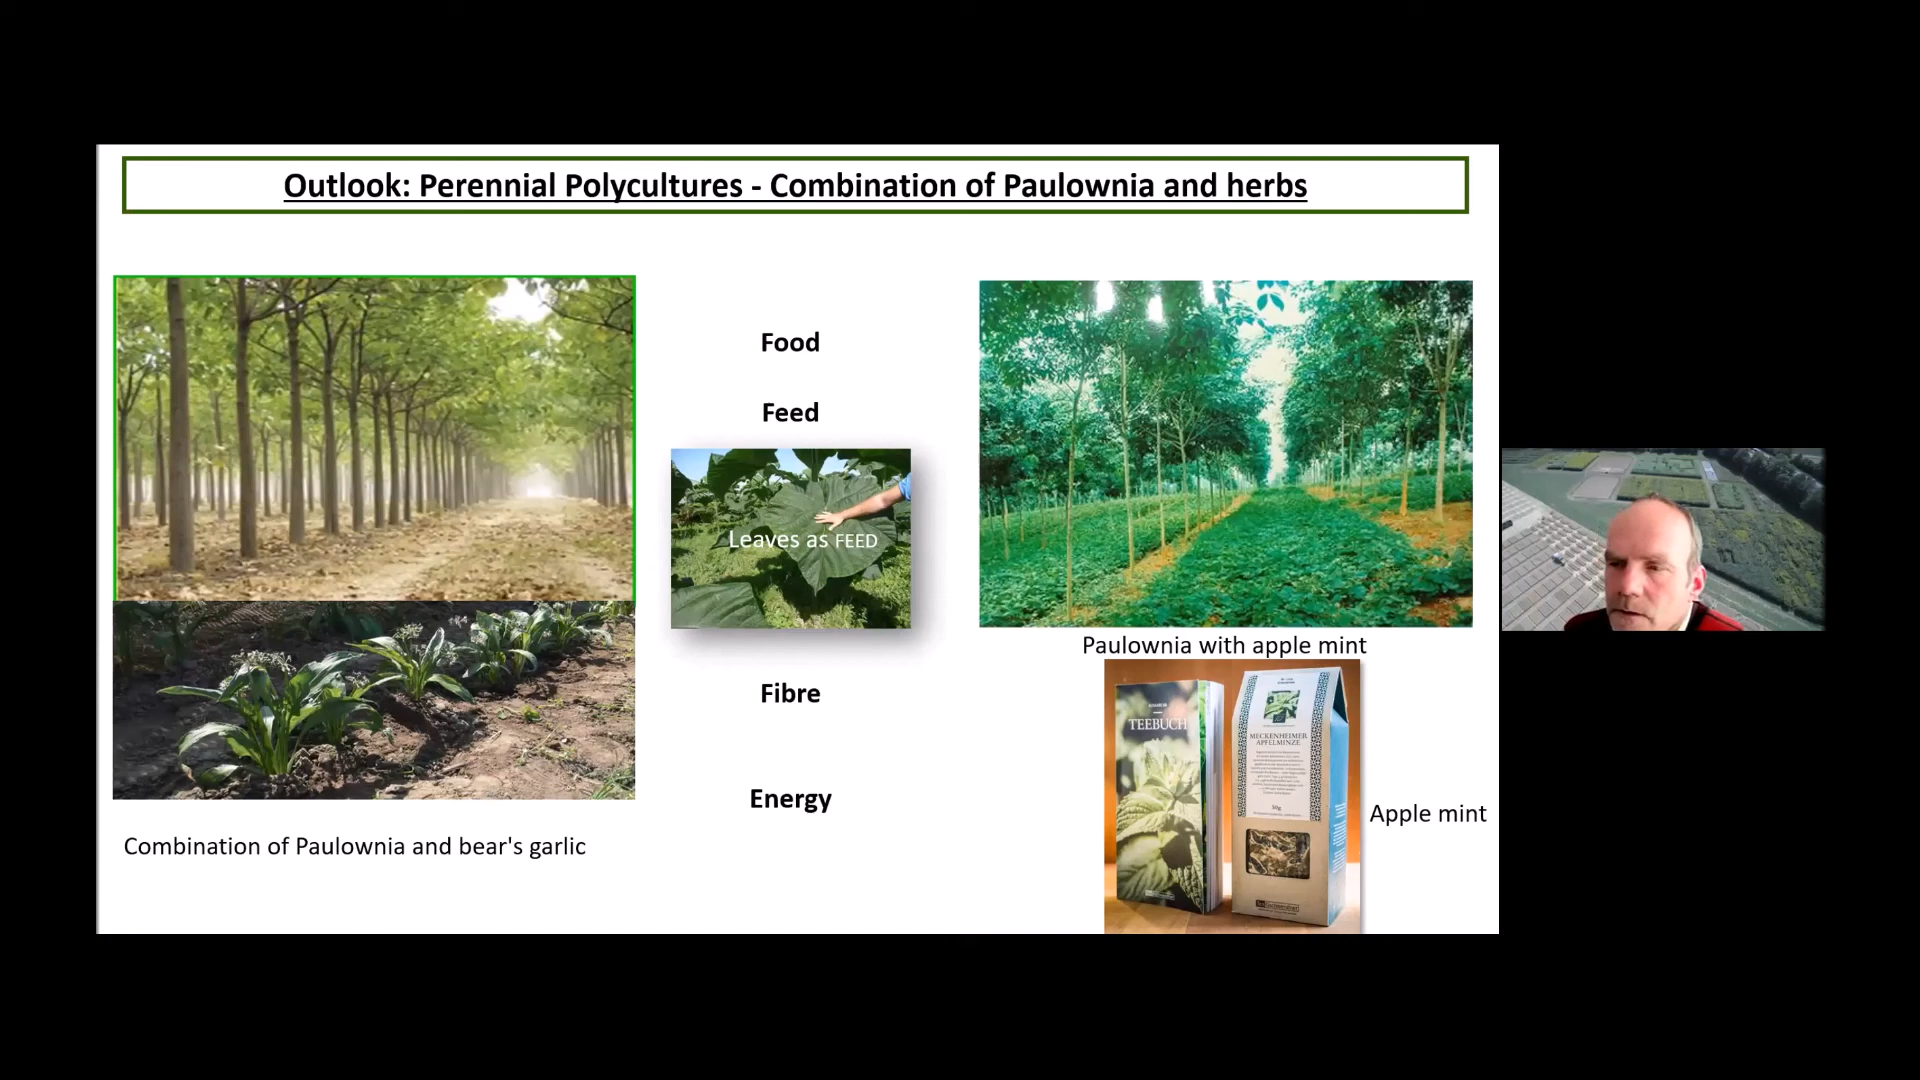 Outlook: Perennial Polycultures - Combination of Paulownia and herbs
Food
Feed
Leaves as FEED
Fibre
Energy
Combination of Paulownia and bear's garlic
Paulownia with apple mint
TEEBUCH
MECKENHEIMER
APFELMINZE
50g
Apple mint